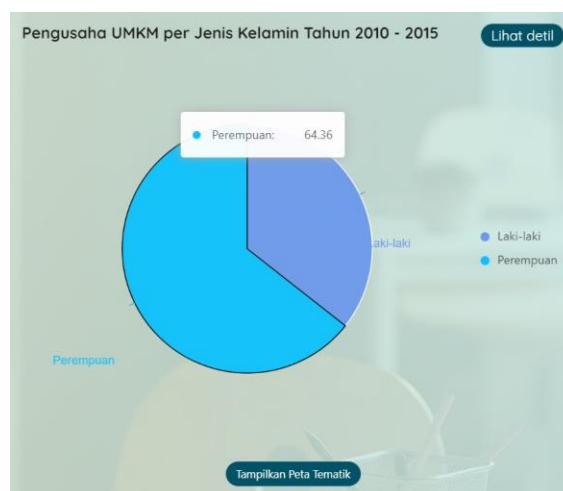 Pengusaha UMKM per Jenis Kelamin Tahun 2010 - 2015
Lihat detil
Perempuan: 64.36
aki-laki
Laki-laki
Perempuan
Perempuan
Tampilkan Peta Tematik